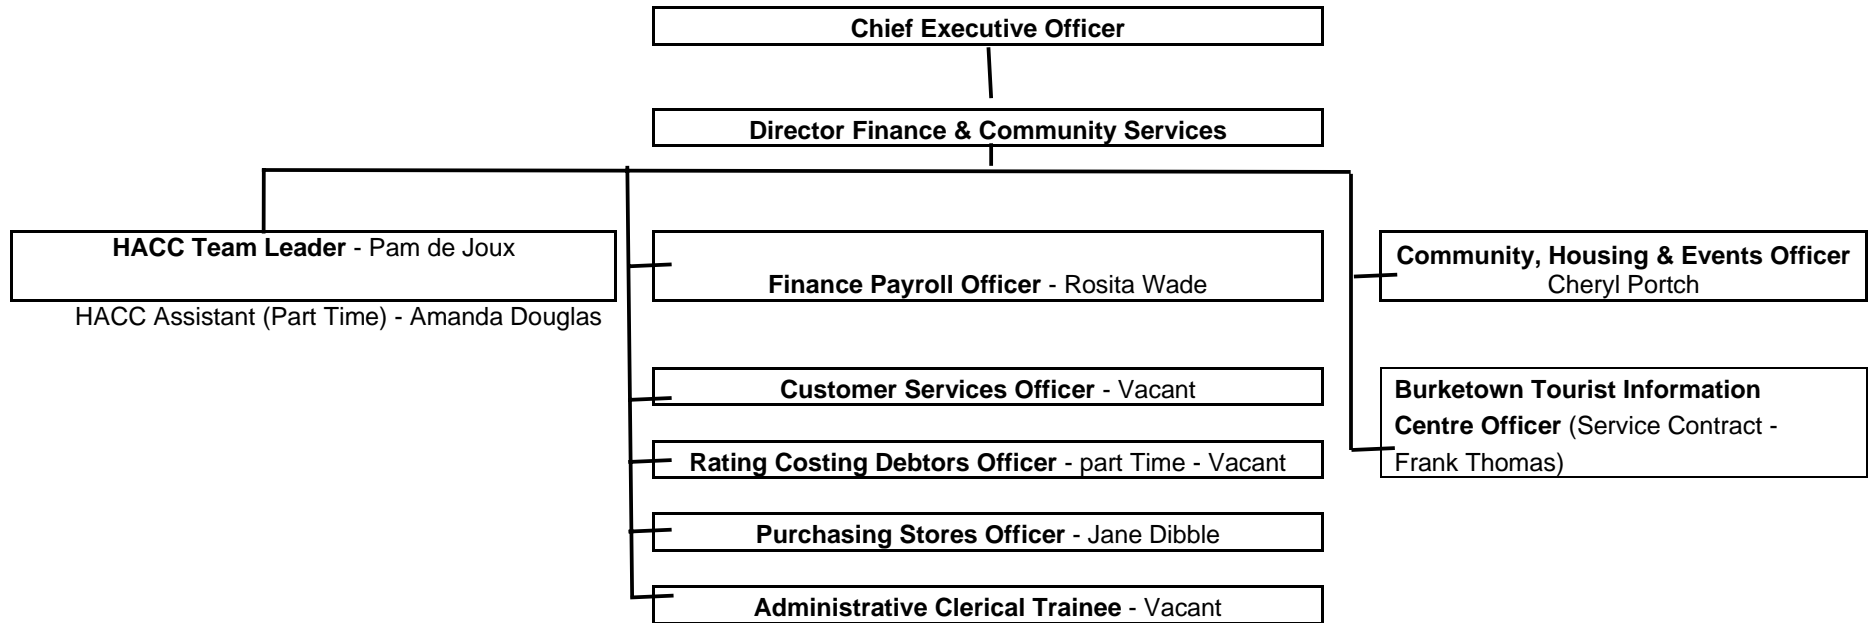 Chief Executive Officer
Director Finance & Community Services
HACC Team Leader - Pam de Joux
HACC Assistant (Part Time) - Amanda Douglas
Finance Payroll Officer - Rosita Wade
Customer Services Officer - Vacant
Rating Costing Debtors Officer - part Time - Vacant
Purchasing Stores Officer - Jane Dibble
Administrative Clerical Trainee - Vacant
Community, Housing & Events Officer
Cheryl Portch
Burketown Tourist Information
Centre Officer (Service Contract -
Frank Thomas)